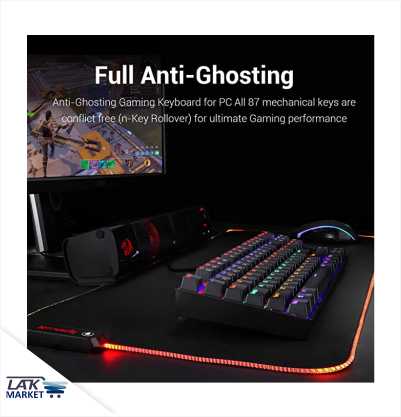 Full Anti-Ghosting
Anti-Ghosting Gaming Keyboard for PC All 87 mechanical keys are
conflict free (n-Key Rollover) for ultimate Gaming performance
LAK
MARKET